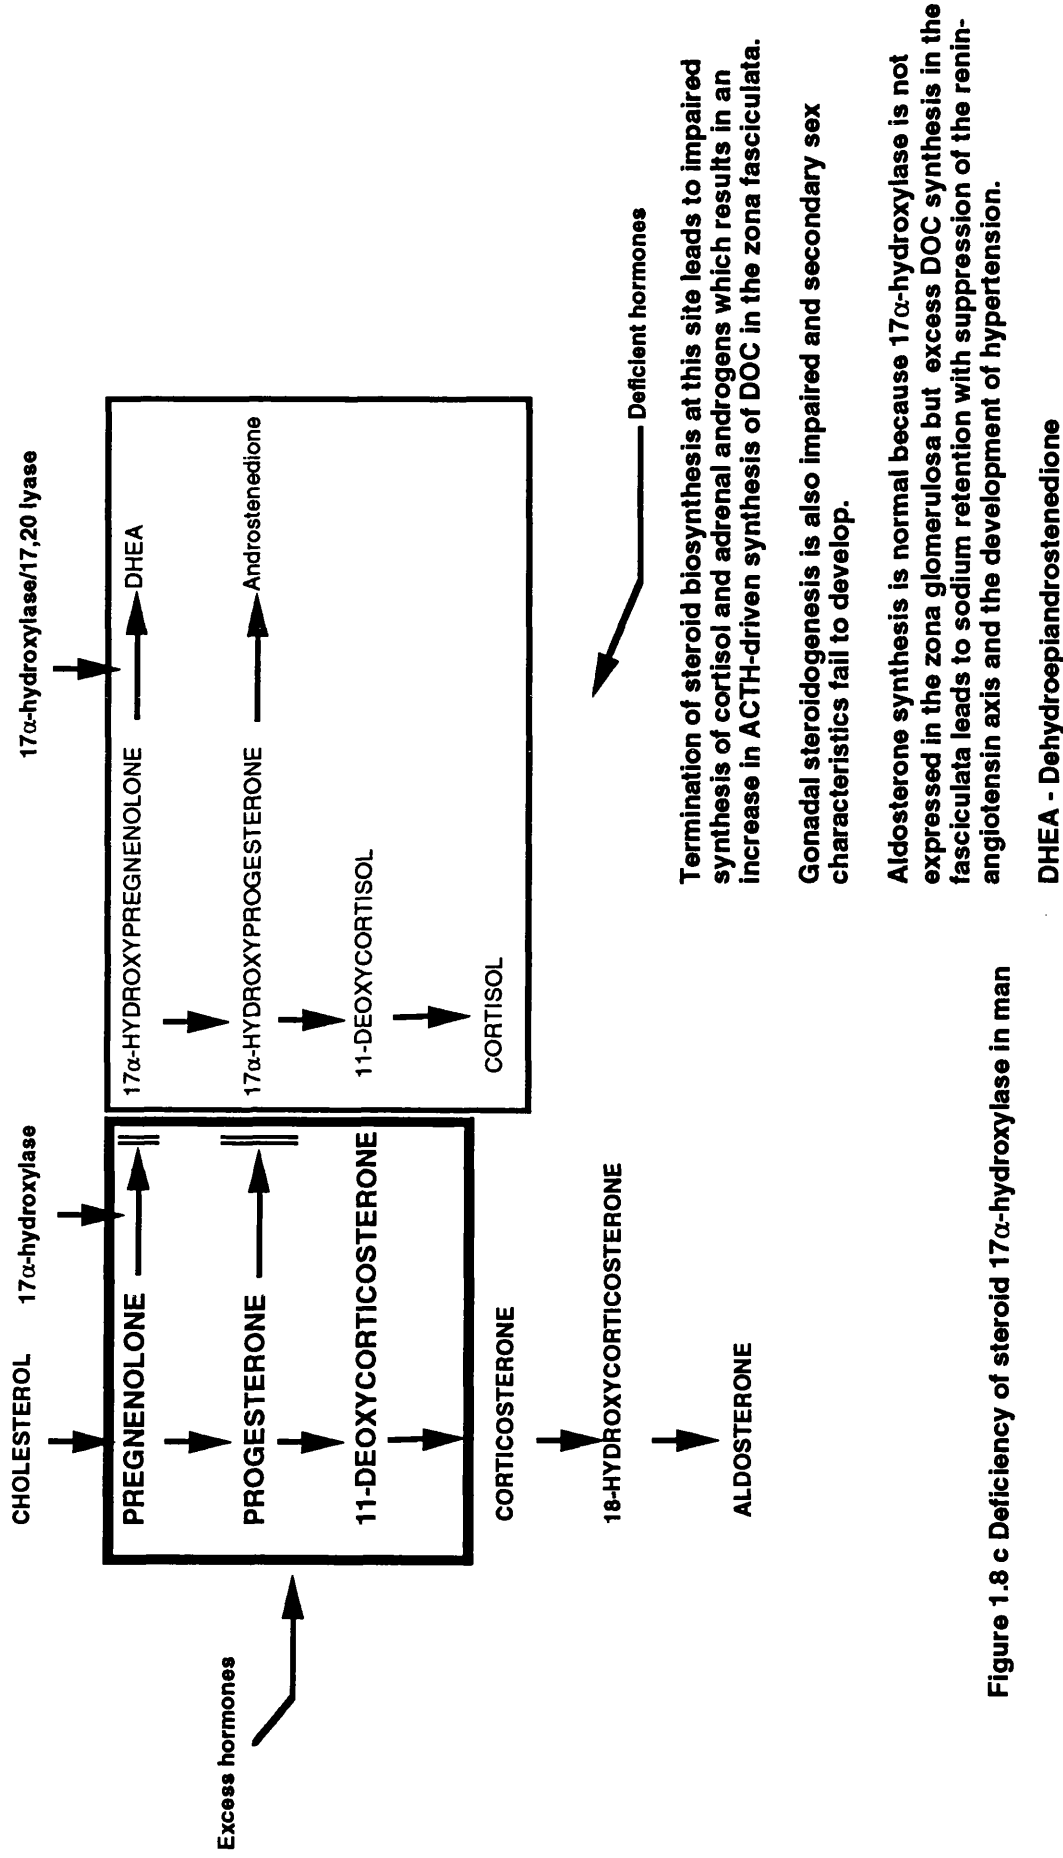 CHOLESTEROL
17α-hydroxylase
17α-hydroxylase/17,20 lyase
PREGNENOLONE
17α-HYDROXYPREGNENOLONE
DHEA
Excess hormones
PROGESTERONE
17α-HYDROXYPROGESTERONE
Androstenedione
11-DEOXYCORTICOSTERONE
11-DEOXYCORTISOL
CORTICOSTERONE
CORTISOL
18-HYDROXYCORTICOSTERONE
Deficient hormones
ALDOSTERONE
Termination of steroid biosynthesis at this site leads to impaired
synthesis of cortisol and adrenal androgens which results in an
increase in ACTH-driven synthesis of DOC in the zona fasciculata.
Gonadal steroidogenesis is also impaired and secondary sex
characteristics fail to develop.
Aldosterone synthesis is normal because 17α-hydroxylase is not
expressed in the zona glomerulosa but excess DOC synthesis in the
fasciculata leads to sodium retention with suppression of the renin-
angiotensin axis and the development of hypertension.
Figure 1.8 c Deficiency of steroid 17α-hydroxylase in man
DHEA - Dehydroepiandrostenedione